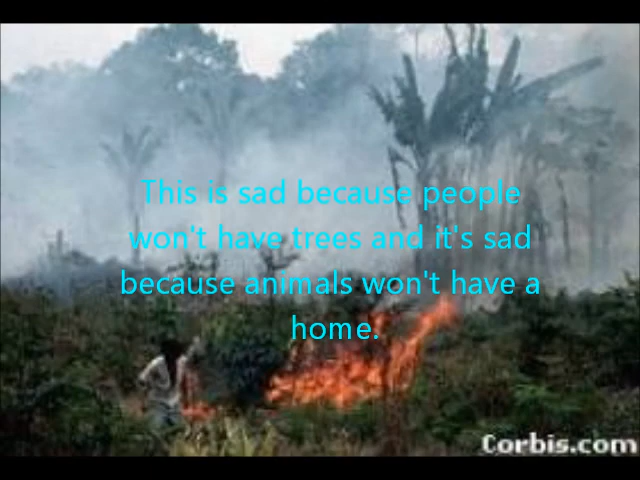 This is sad because people
won't have trees and it's sad
because animals won't have a
home.
Corbis.com